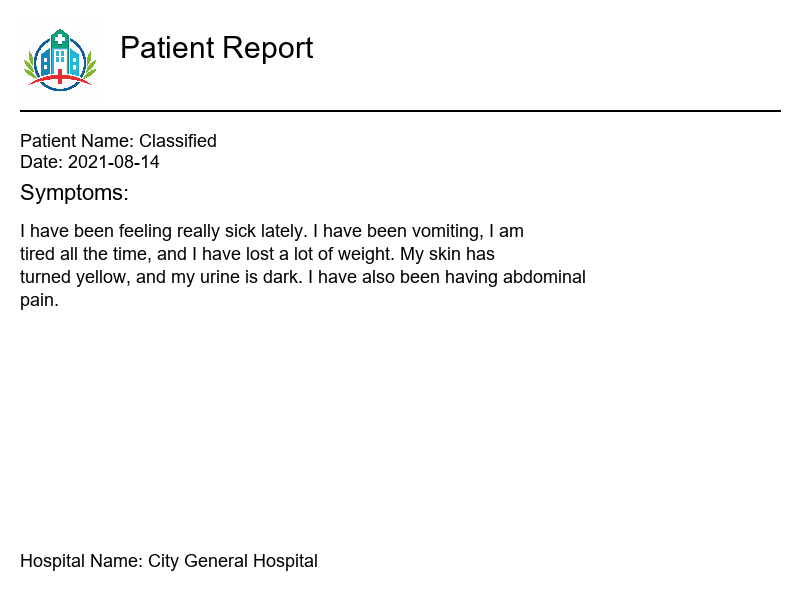 Patient Report
Patient Name: Classified
Date: 2021-08-14
Symptoms:
I have been feeling really sick lately. I have been vomiting, I am
tired all the time, and I have lost a lot of weight. My skin has
turned yellow, and my urine is dark. I have also been having abdominal
pain.
Hospital Name: City General Hospital